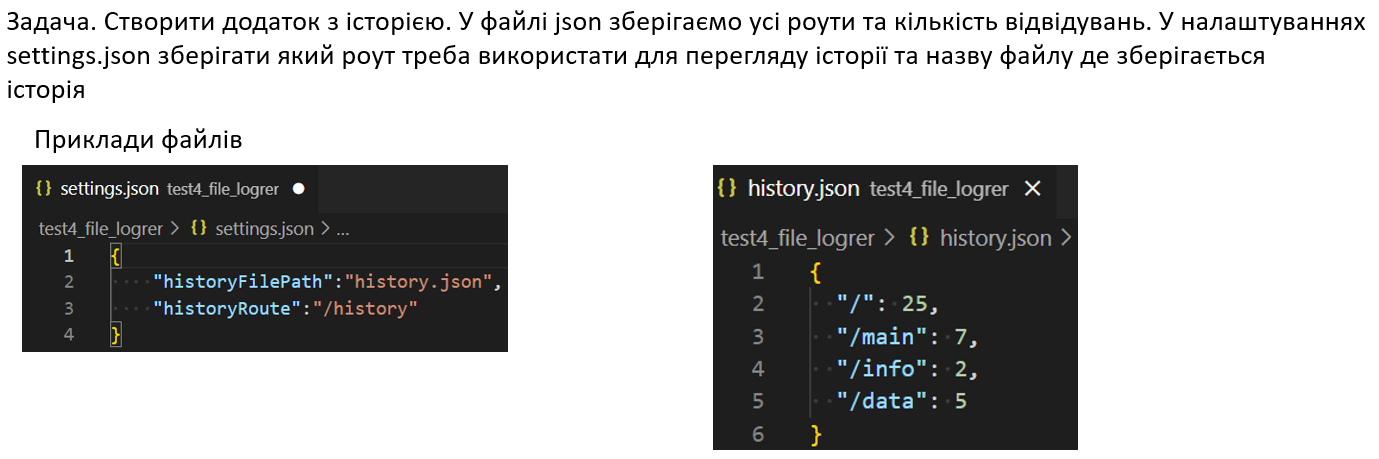 Задача. Створити додаток з історією. У файлі json зберігаємо усі роути та кількість відвідувань. У налаштуваннях
settings.json зберігати який роут треба використати для перегляду історії та назву файлу де зберігається
історія
Приклади файлів
{} settings.json test4_file_logrer ●
test4_file_logrer > {} settings.json > ...
1 {
2 "historyFilePath":"history.json",
3 "historyRoute":"/history"
4 }
{} history.json test4_file_logrer ×
test4_file_logrer > {} history.json >
1 {
2 "/": 25,
3 "/main": 7,
4 "/info": 2,
5 "/data": 5
6 }